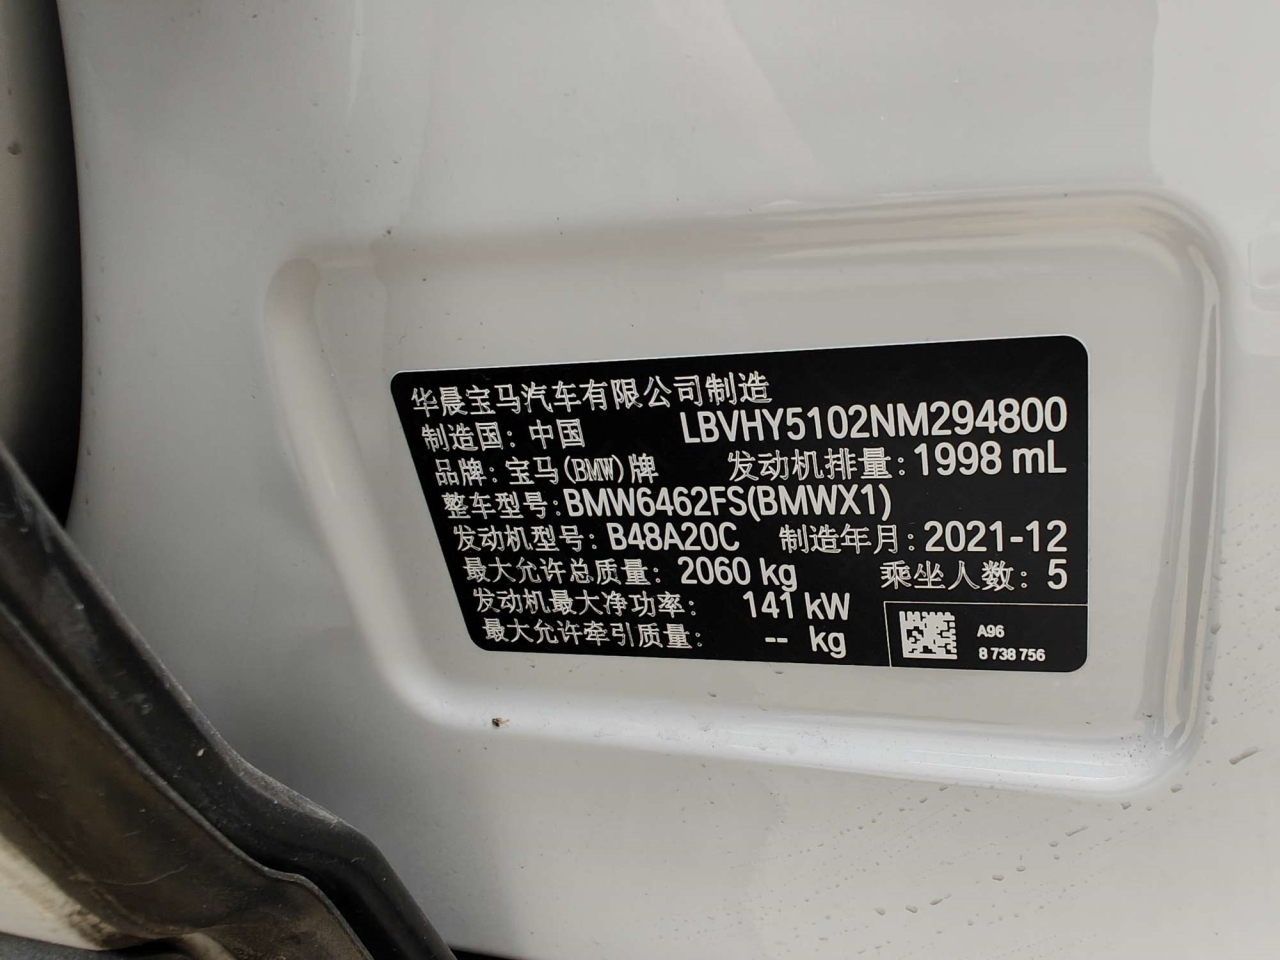 华晨宝马汽车有限公司制造
制造国：中国 LBVHY5102NM294800
品牌：宝马(BMW)牌 发动机排量：1998 mL
整车型号：BMW6462FS(BMWX1)
发动机型号：B48A20C 制造年月：2021-12
最大允许总质量：2060 kg 乘坐人数：5
发动机最大净功率：141 kW
最大允许牵引质量：-- kg
A96
8 738 756